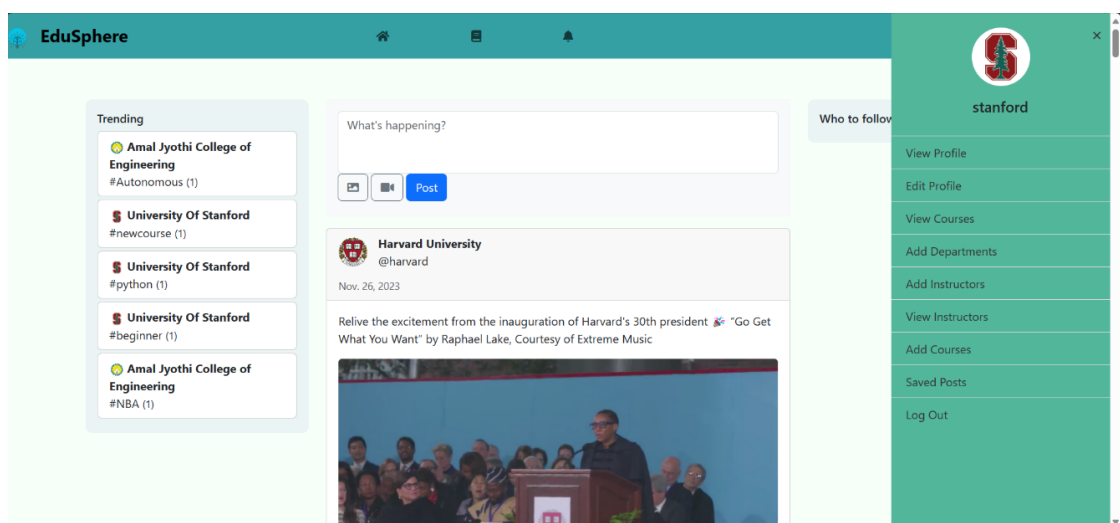 EduSphere
Trending
Amal Jyothi College of
Engineering
#Autonomous (1)
University Of Stanford
#newcourse (1)
University Of Stanford
#python (1)
University Of Stanford
#beginner (1)
Amal Jyothi College of
Engineering
#NBA (1)
What's happening?
Post
Harvard University
@harvard
Nov. 26, 2023
Relive the excitement from the inauguration of Harvard's 30th president 🎉 "Go Get
What You Want" by Raphael Lake, Courtesy of Extreme Music
Who to follow
×
stanford
View Profile
Edit Profile
View Courses
Add Departments
Add Instructors
View Instructors
Add Courses
Saved Posts
Log Out